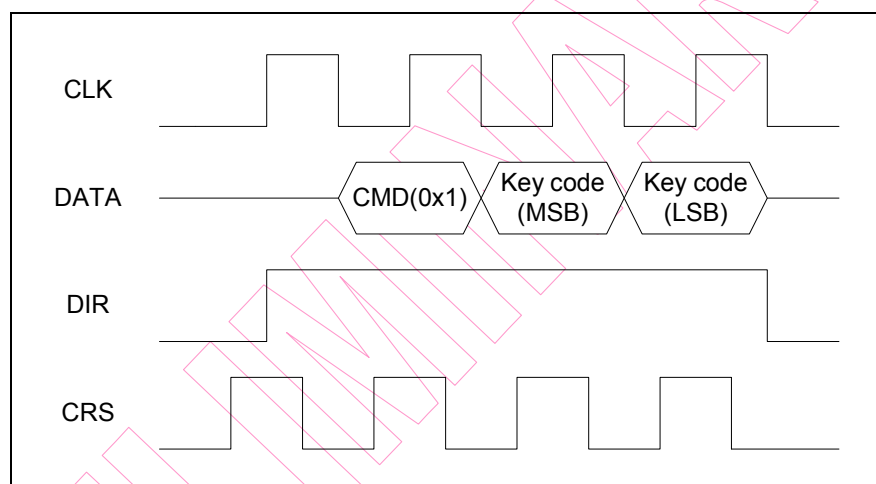 CLK
DATA
CMD(0x1)
Key code
(MSB)
Key code
(LSB)
DIR
CRS